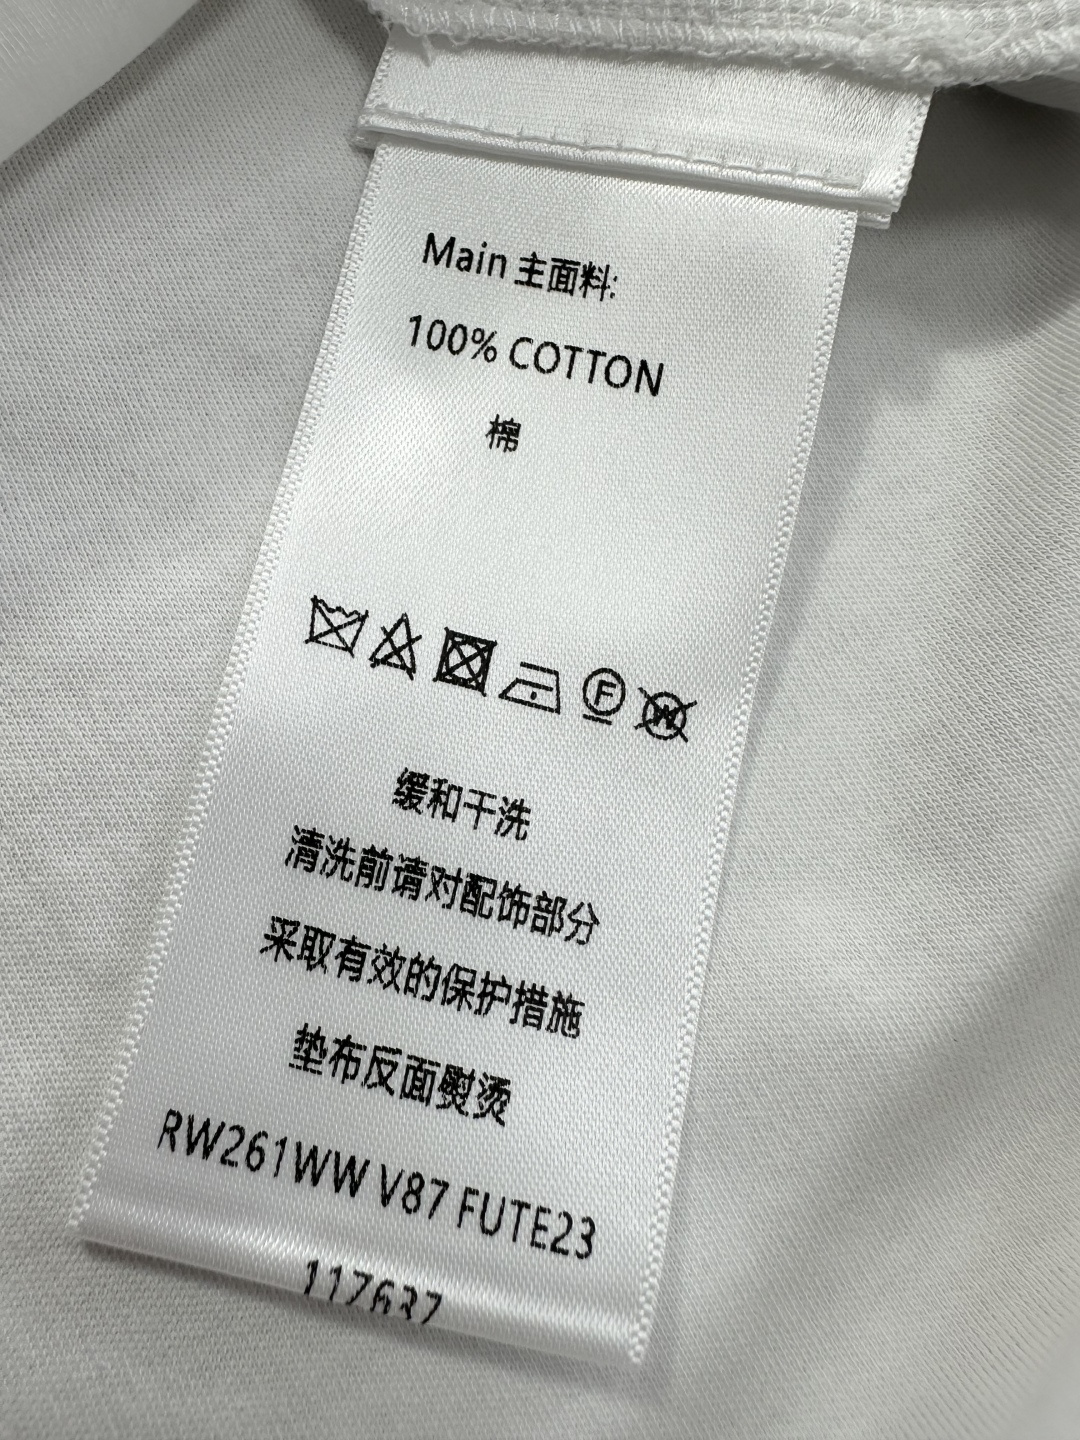 Main 主面料:
100% COTTON
棉
F W
缓和干洗
清洗前请对配饰部分
采取有效的保护措施
垫布反面熨烫
RW261WW V87 FUTE23
117637